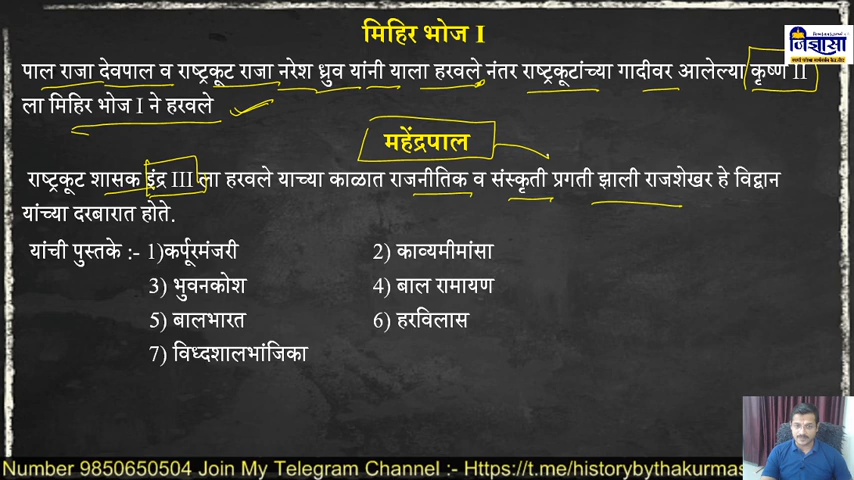 मिहिर भोज I
जिज्ञासा
पाल राजा देवपाल व राष्ट्रकूट राजा नरेश ध्रुव यांनी याला हरवले नंतर राष्ट्रकूटांच्या गादीवर आलेल्या कृष्ण II
ला मिहिर भोज I ने हरवले
महेंद्रपाल
राष्ट्रकूट शासक इंद्र III ला हरवले याच्या काळात राजनीतिक व संस्कृती प्रगती झाली राजशेखर हे विद्वान
यांच्या दरबारात होते.
यांची पुस्तके :- 1)कर्पूरमंजरी 2) काव्यमीमांसा
3) भुवनकोश 4) बाल रामायण
5) बालभारत 6) हरविलास
7) विध्दशालभांजिका
Number 9850650504 Join My Telegram Channel :- Https://t.me/historybythakurmas